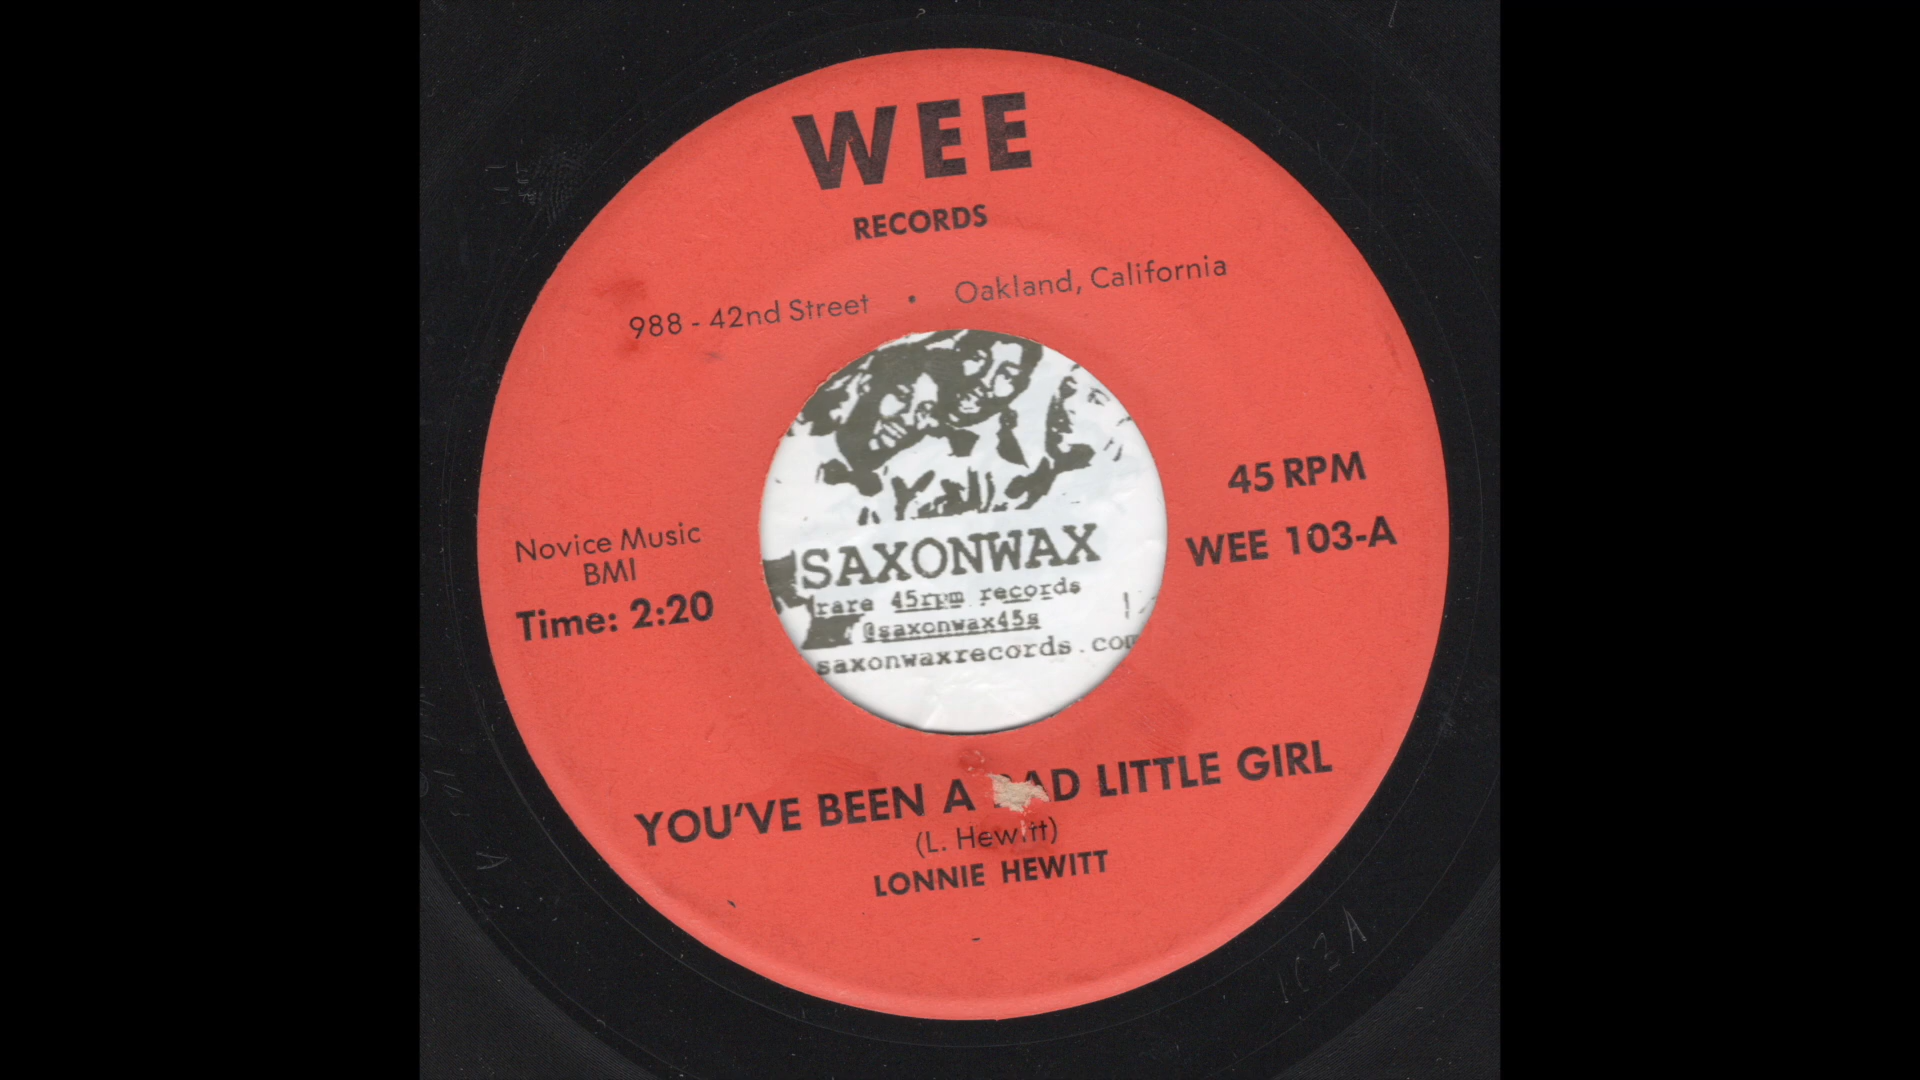 WEE
RECORDS
988 - 42nd Street • Oakland, California
45 RPM
WEE 103-A
Novice Music
BMI
Time: 2:20
SAXONWAX
rare 45rpm records
@saxonwax45s
saxonwaxrecords.com
YOU'VE BEEN A BAD LITTLE GIRL
(L. Hewitt)
LONNIE HEWITT
103A